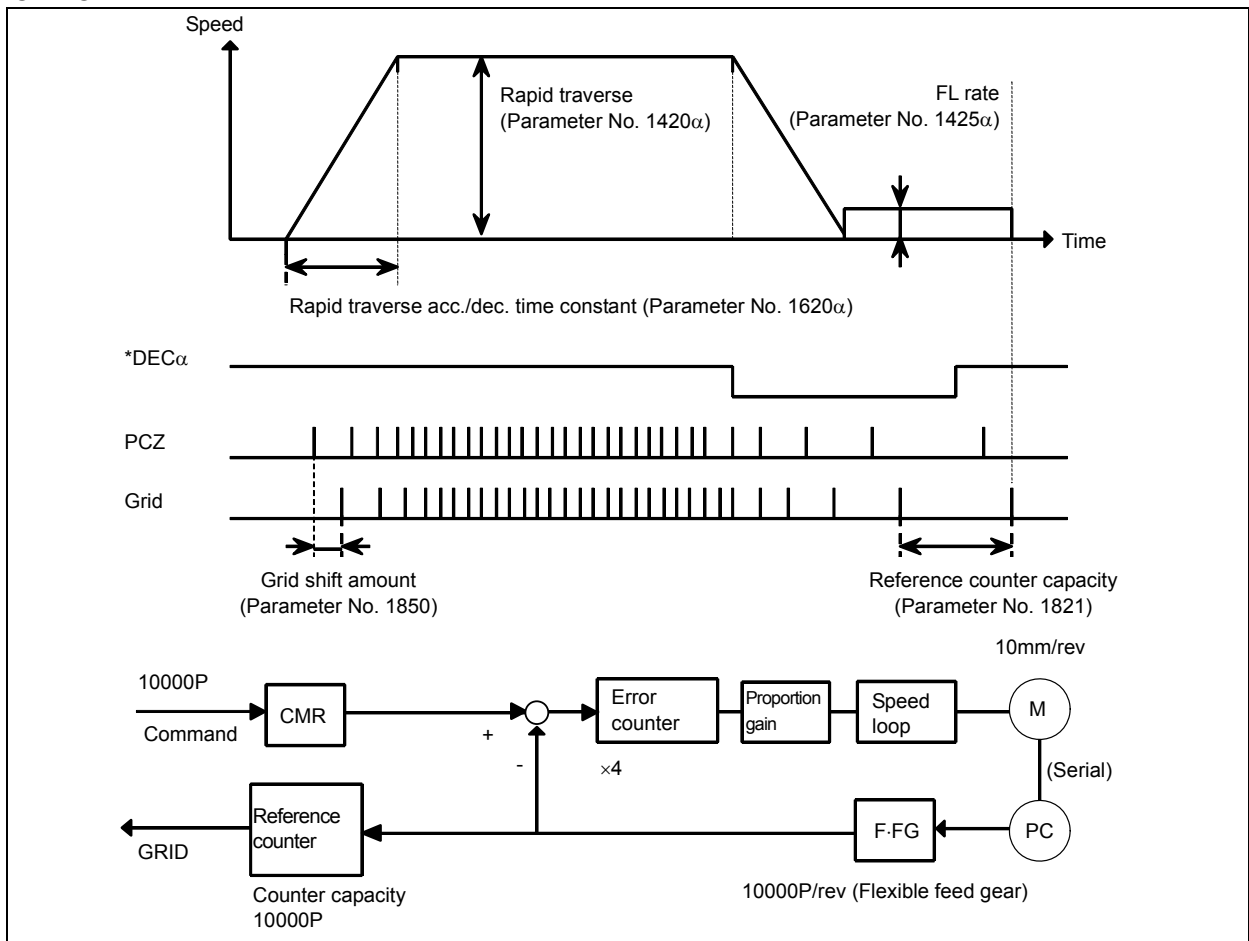 Speed
Rapid traverse
(Parameter No. 1420α)
FL rate
(Parameter No. 1425α)
Time
Rapid traverse acc./dec. time constant (Parameter No. 1620α)
*DECα
PCZ
Grid
Grid shift amount
(Parameter No. 1850)
Reference counter capacity
(Parameter No. 1821)
10mm/rev
10000P
Command
CMR
+
-
Error
counter
×4
Proportion
gain
Speed
loop
M
(Serial)
GRID
Reference
counter
F·FG
PC
Counter capacity
10000P
10000P/rev (Flexible feed gear)